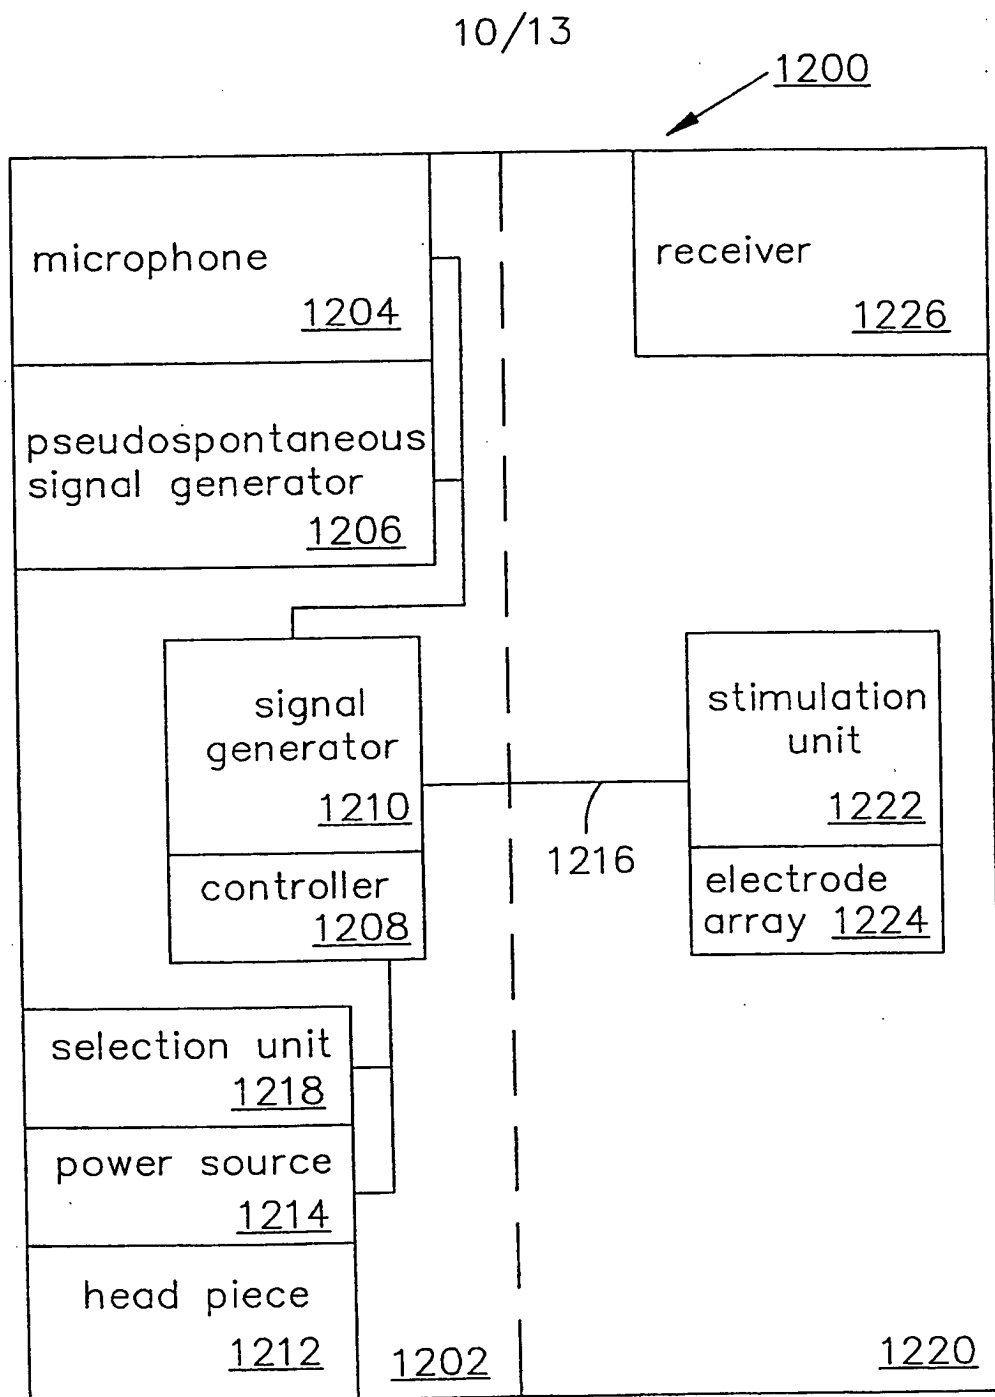 10/13
1200
microphone
1204
receiver
1226
pseudospontaneous
signal generator
1206
signal
generator
1210
controller
1208
1216
stimulation
unit
1222
electrode
array 1224
selection unit
1218
power source
1214
head piece
1212
1202
1220